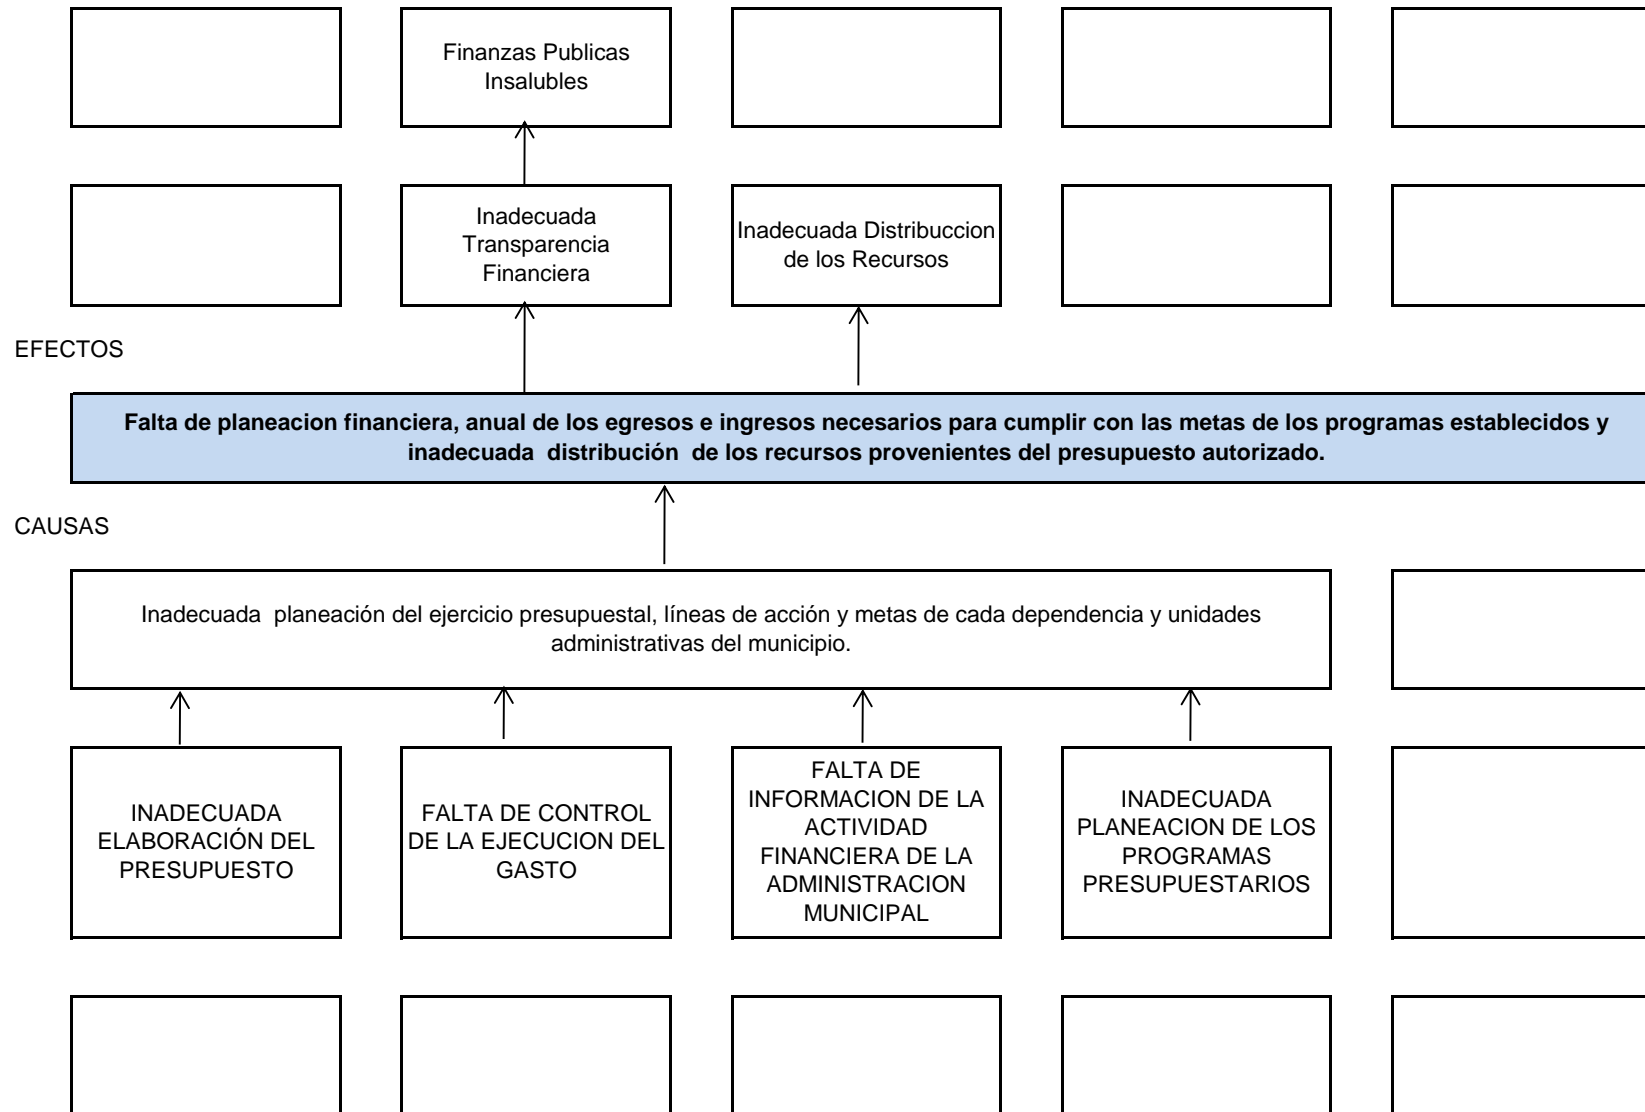 Finanzas Publicas
Insalubles
Inadecuada
Transparencia
Financiera
Inadecuada Distribuccion
de los Recursos
EFECTOS
Falta de planeacion financiera, anual de los egresos e ingresos necesarios para cumplir con las metas de los programas establecidos y
inadecuada  distribución  de los recursos provenientes del presupuesto autorizado.
CAUSAS
Inadecuada  planeación del ejercicio presupuestal, líneas de acción y metas de cada dependencia y unidades
administrativas del municipio.
INADECUADA
ELABORACIÓN DEL
PRESUPUESTO
FALTA DE CONTROL
DE LA EJECUCION DEL
GASTO
FALTA DE
INFORMACION DE LA
ACTIVIDAD
FINANCIERA DE LA
ADMINISTRACION
MUNICIPAL
INADECUADA
PLANEACION DE LOS
PROGRAMAS
PRESUPUESTARIOS